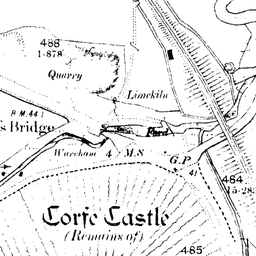 488
1·878
Quarry
Limekiln
B.M.44·1
s Bridge
Ford
Wareham 4
M.S
G.P
41
484
15·28
Corfe Castle
(Remains of)
485